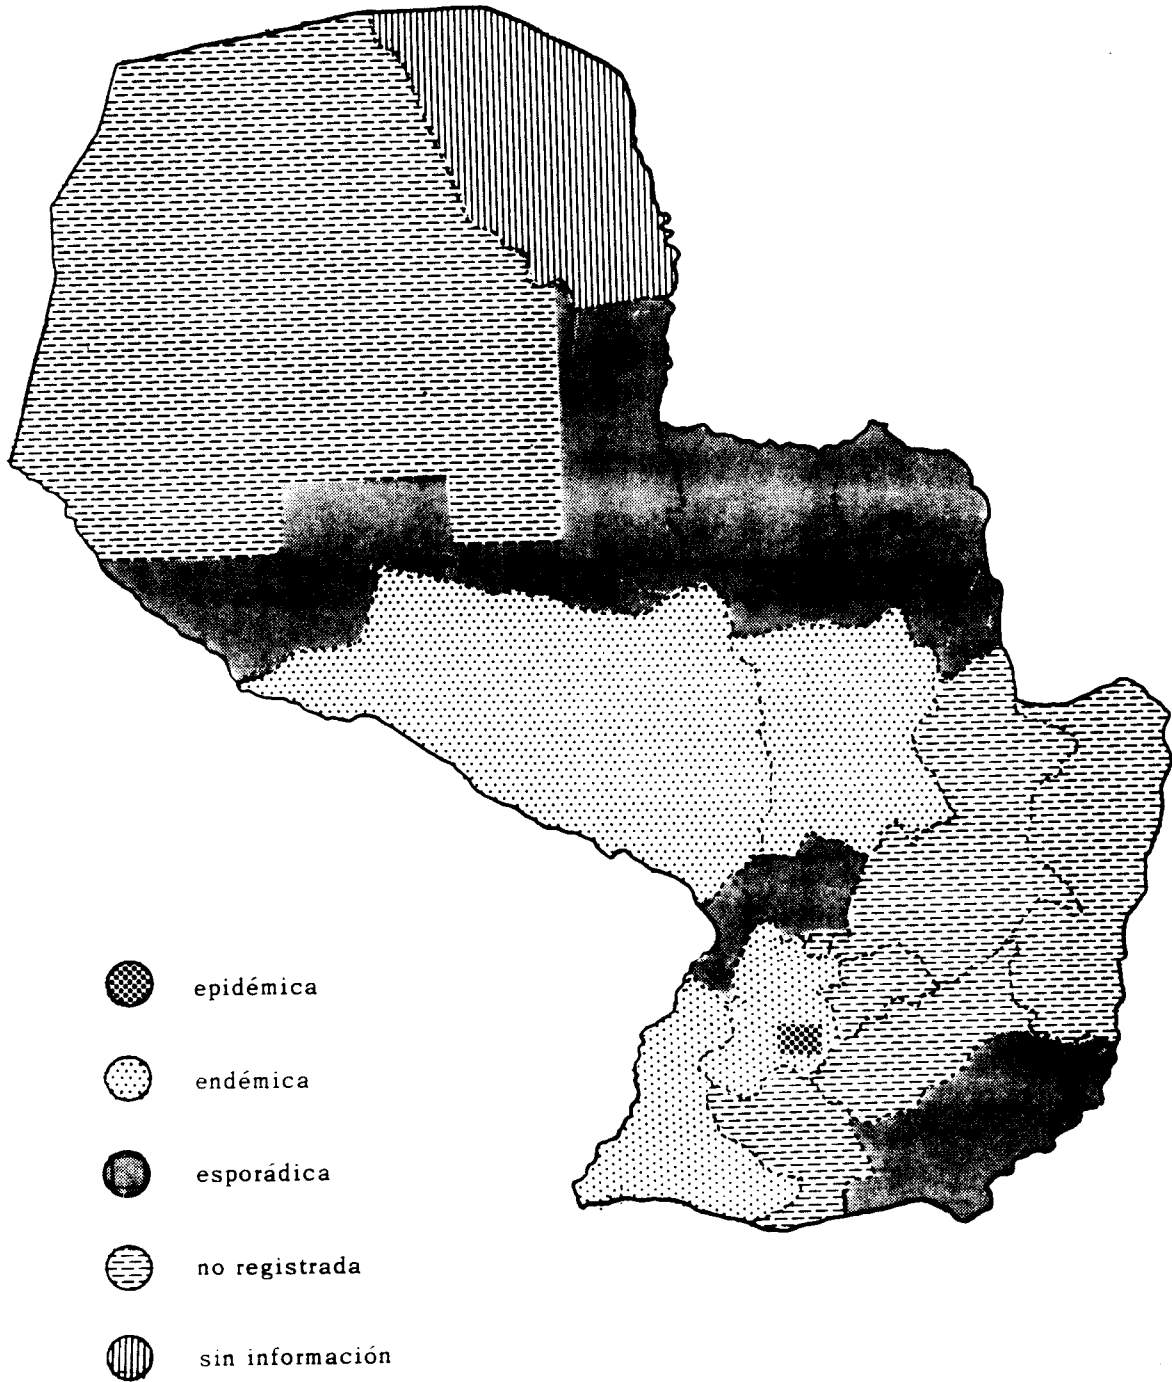 epidémica
endémica
esporádica
no registrada
sin información